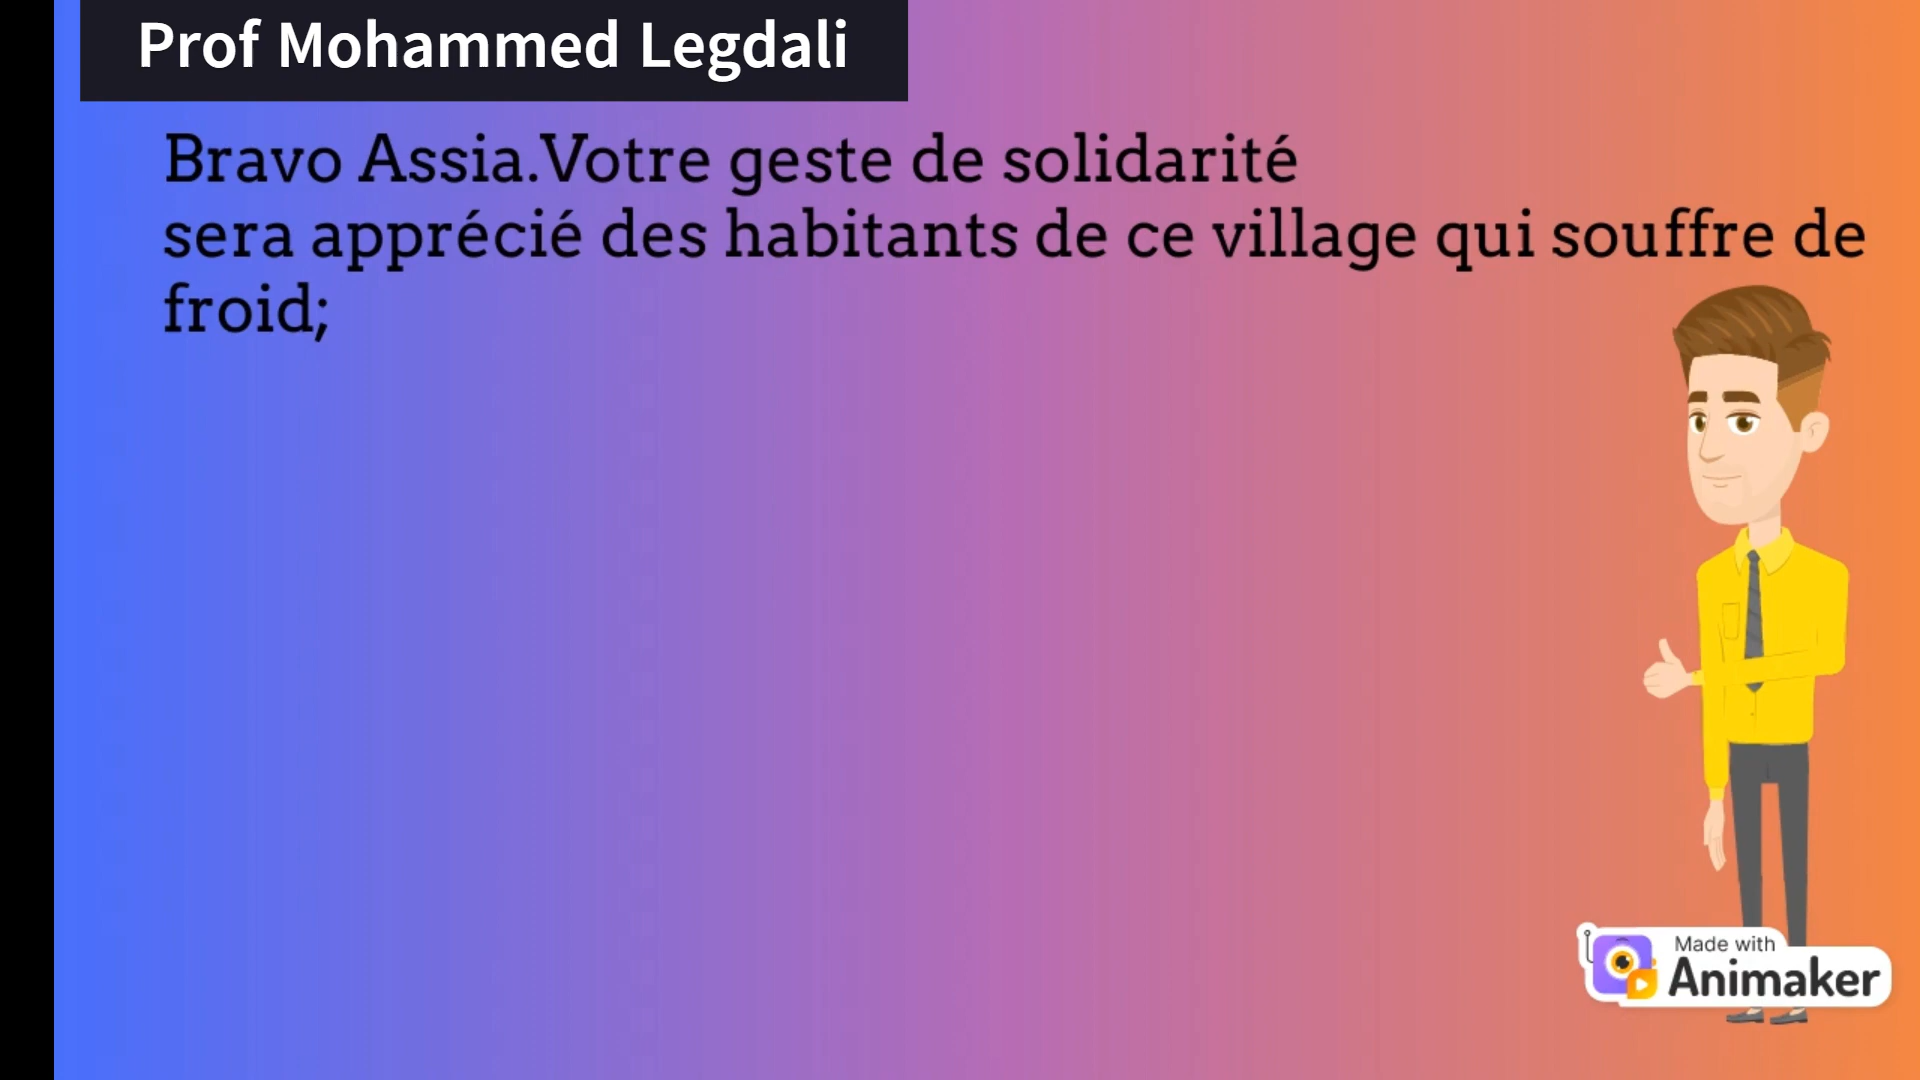 Prof Mohammed Legdali
Bravo Assia.Votre geste de solidarité
sera apprécié des habitants de ce village qui souffre de
froid;
Made with
Animaker